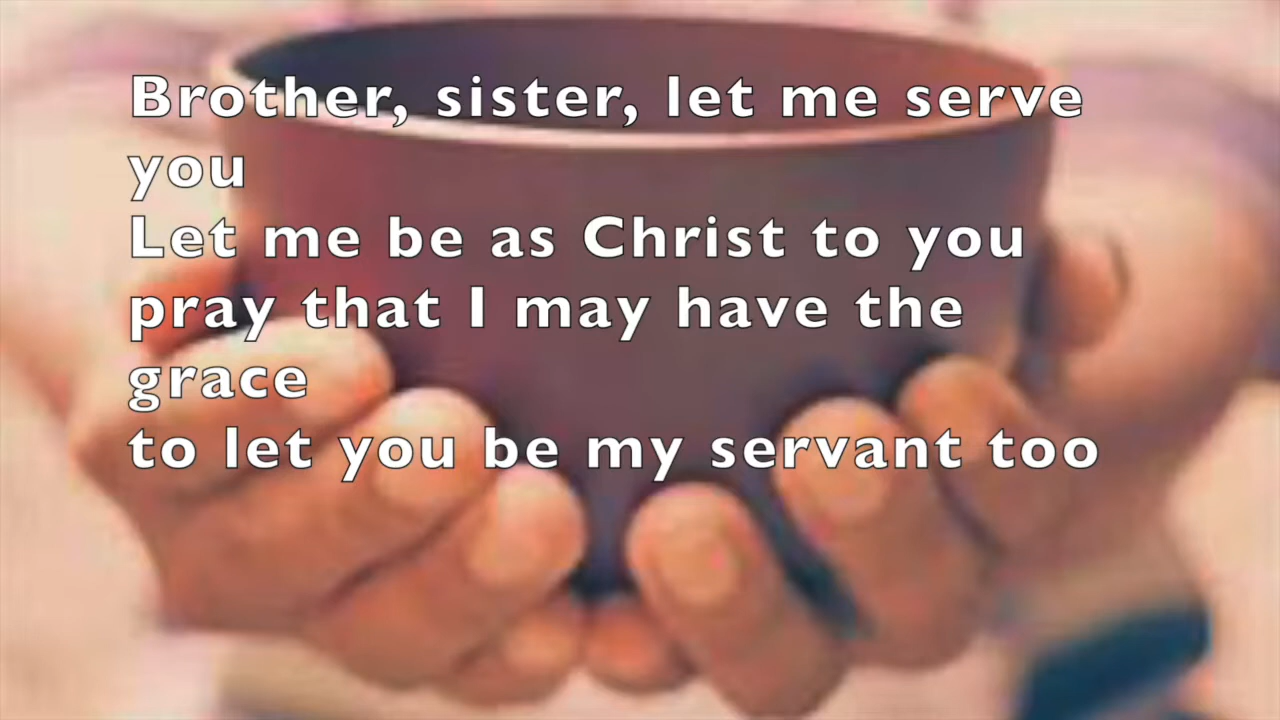 Brother, sister, let me serve
you
Let me be as Christ to you
pray that I may have the
grace
to let you be my servant too